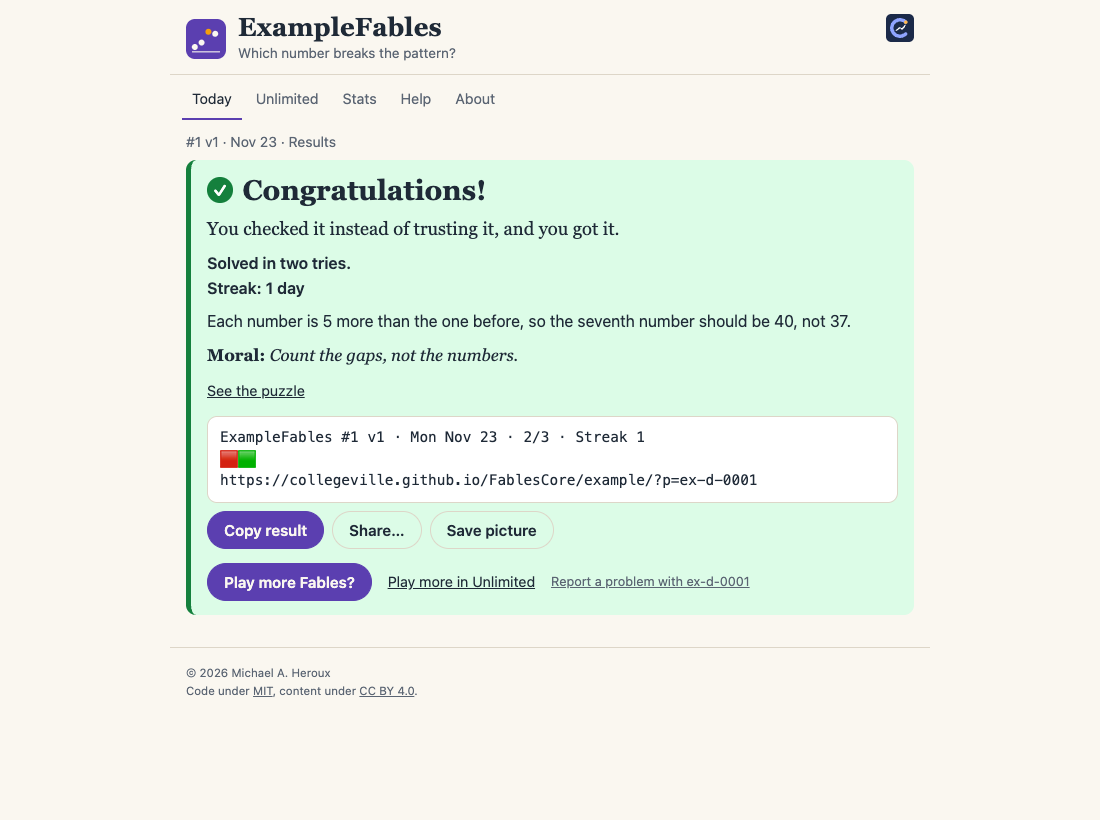 ExampleFables
Which number breaks the pattern?
Today
Unlimited
Stats
Help
About
#1 v1 · Nov 23 · Results
Congratulations!
You checked it instead of trusting it, and you got it.
Solved in two tries.
Streak: 1 day
Each number is 5 more than the one before, so the seventh number should be 40, not 37.
Moral: Count the gaps, not the numbers.
See the puzzle
ExampleFables #1 v1 · Mon Nov 23 · 2/3 · Streak 1
https://collegeville.github.io/FablesCore/example/?p=ex-d-0001
Copy result
Share...
Save picture
Play more Fables?
Play more in Unlimited
Report a problem with ex-d-0001
© 2026 Michael A. Heroux
Code under MIT, content under CC BY 4.0.